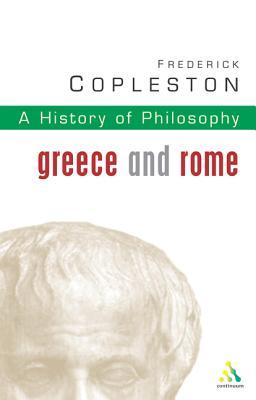 FREDERICK
COPLESTON
A History of Philosophy
greece and rome
continuum